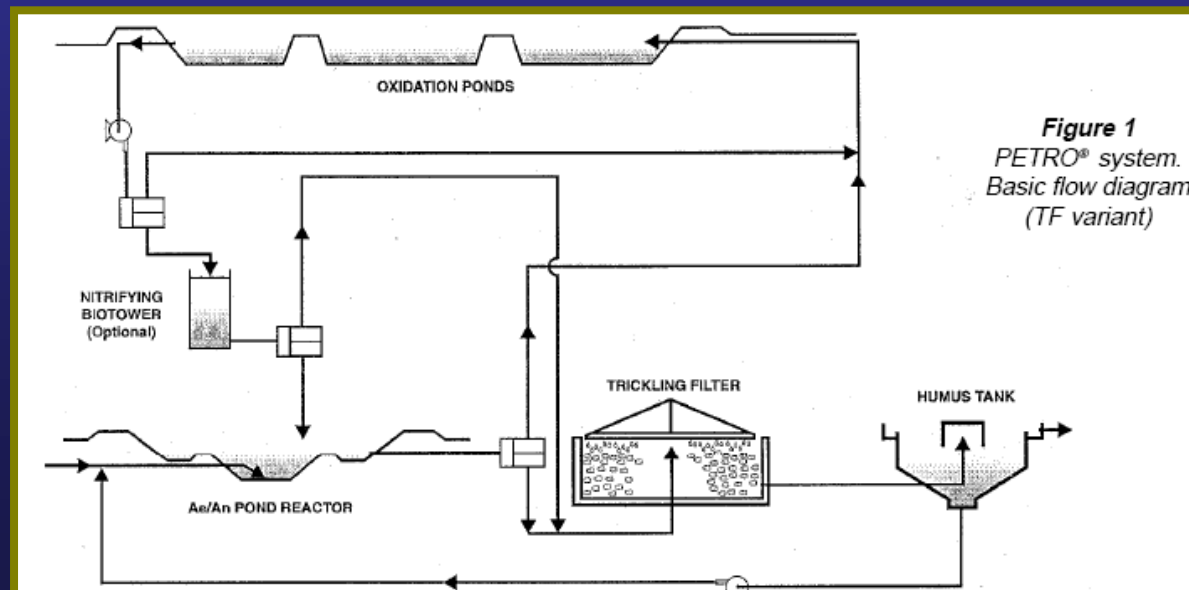 OXIDATION PONDS
Figure 1
PETRO® system.
Basic flow diagram
(TF variant)
NITRIFYING
BIOTOWER
(Optional)
TRICKLING FILTER
HUMUS TANK
Ae/An POND REACTOR